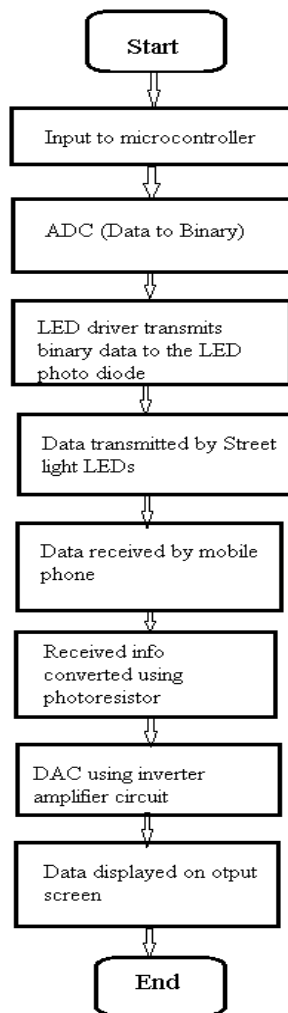 Start
Input to microcontroller
ADC (Data to Binary)
LED driver transmits
binary data to the LED
photo diode
Data transmitted by Street
light LEDs
Data received by mobile
phone
Received info
converted using
photoresistor
DAC using inverter
amplifier circuit
Data displayed on otput
screen
End